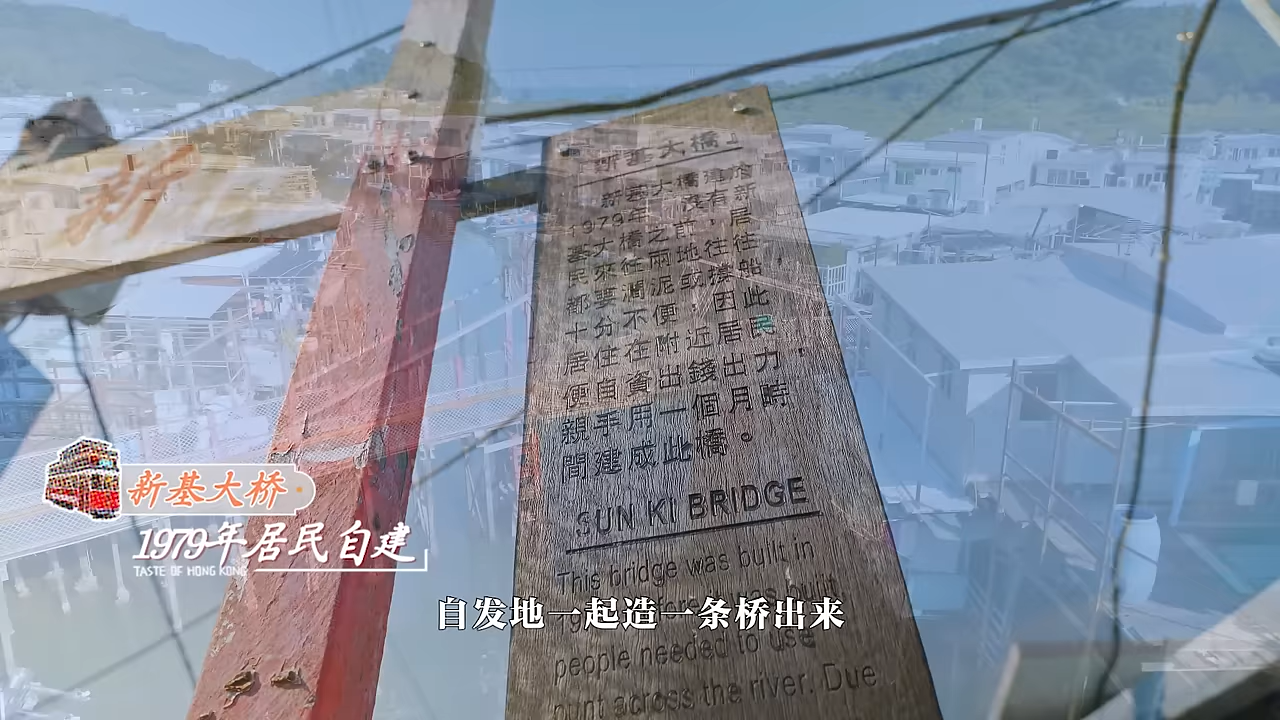 新
「新基大橋」
新基大橋建於
1979年，沒有新
基大橋之前，居
民來往兩地往往
都要澗泥或搭船，
十分不便，因此
居住在附近居民
便自資出錢出力，
親手用一個月時
間建成此橋。
SUN KI BRIDGE
This bridge was built in
people needed to use
punt across the river. Due
新基大桥
1979年居民自建
TASTE OF HONG KONG
自发地一起造一条桥出来